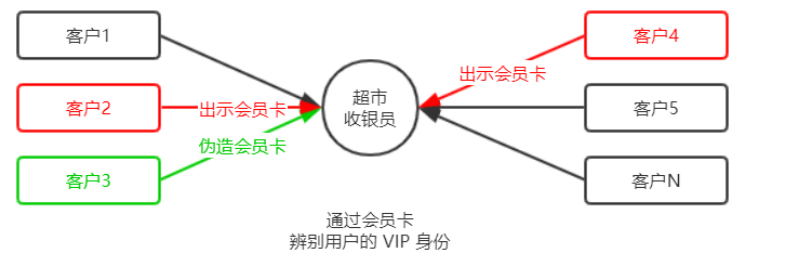 客户1
客户2
客户3
出示会员卡
伪造会员卡
超市
收银员
出示会员卡
客户4
客户5
客户N
通过会员卡
辨别用户的 VIP 身份